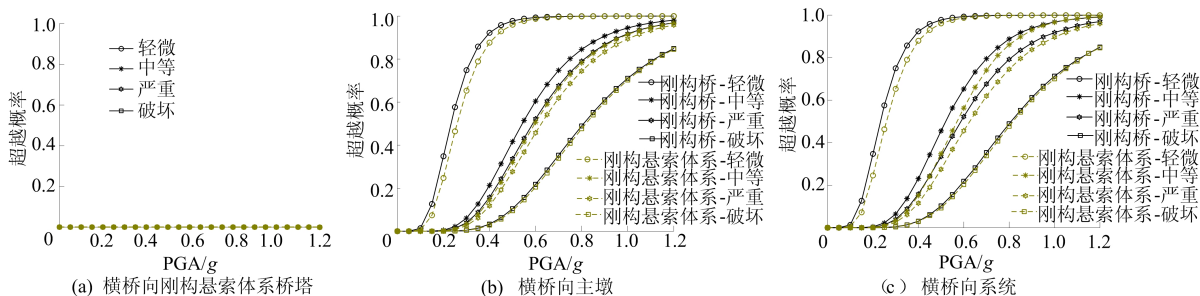 1.0
0.8
0.6
0.4
0.2
超越概率
轻微
中等
严重
破坏
0.2 0.4 0.6 0.8 1.0 1.2
PGA/g
(a) 横桥向刚构悬索体系桥塔
1.0
0.8
0.6
0.4
0.2
超越概率
刚构桥-轻微
刚构桥-中等
刚构桥-严重
刚构桥-破坏
刚构悬索体系-轻微
刚构悬索体系-中等
刚构悬索体系-严重
刚构悬索体系-破坏
0 0.2 0.4 0.6 0.8 1.0 1.2
PGA/g
(b) 横桥向主墩
1.0
0.8
0.6
0.4
0.2
超越概率
刚构桥-轻微
刚构桥-中等
刚构桥-严重
刚构桥-破坏
刚构悬索体系-轻微
刚构悬索体系-中等
刚构悬索体系-严重
刚构悬索体系-破坏
0 0.2 0.4 0.6 0.8 1.0 1.2
PGA/g
c）横桥向系统